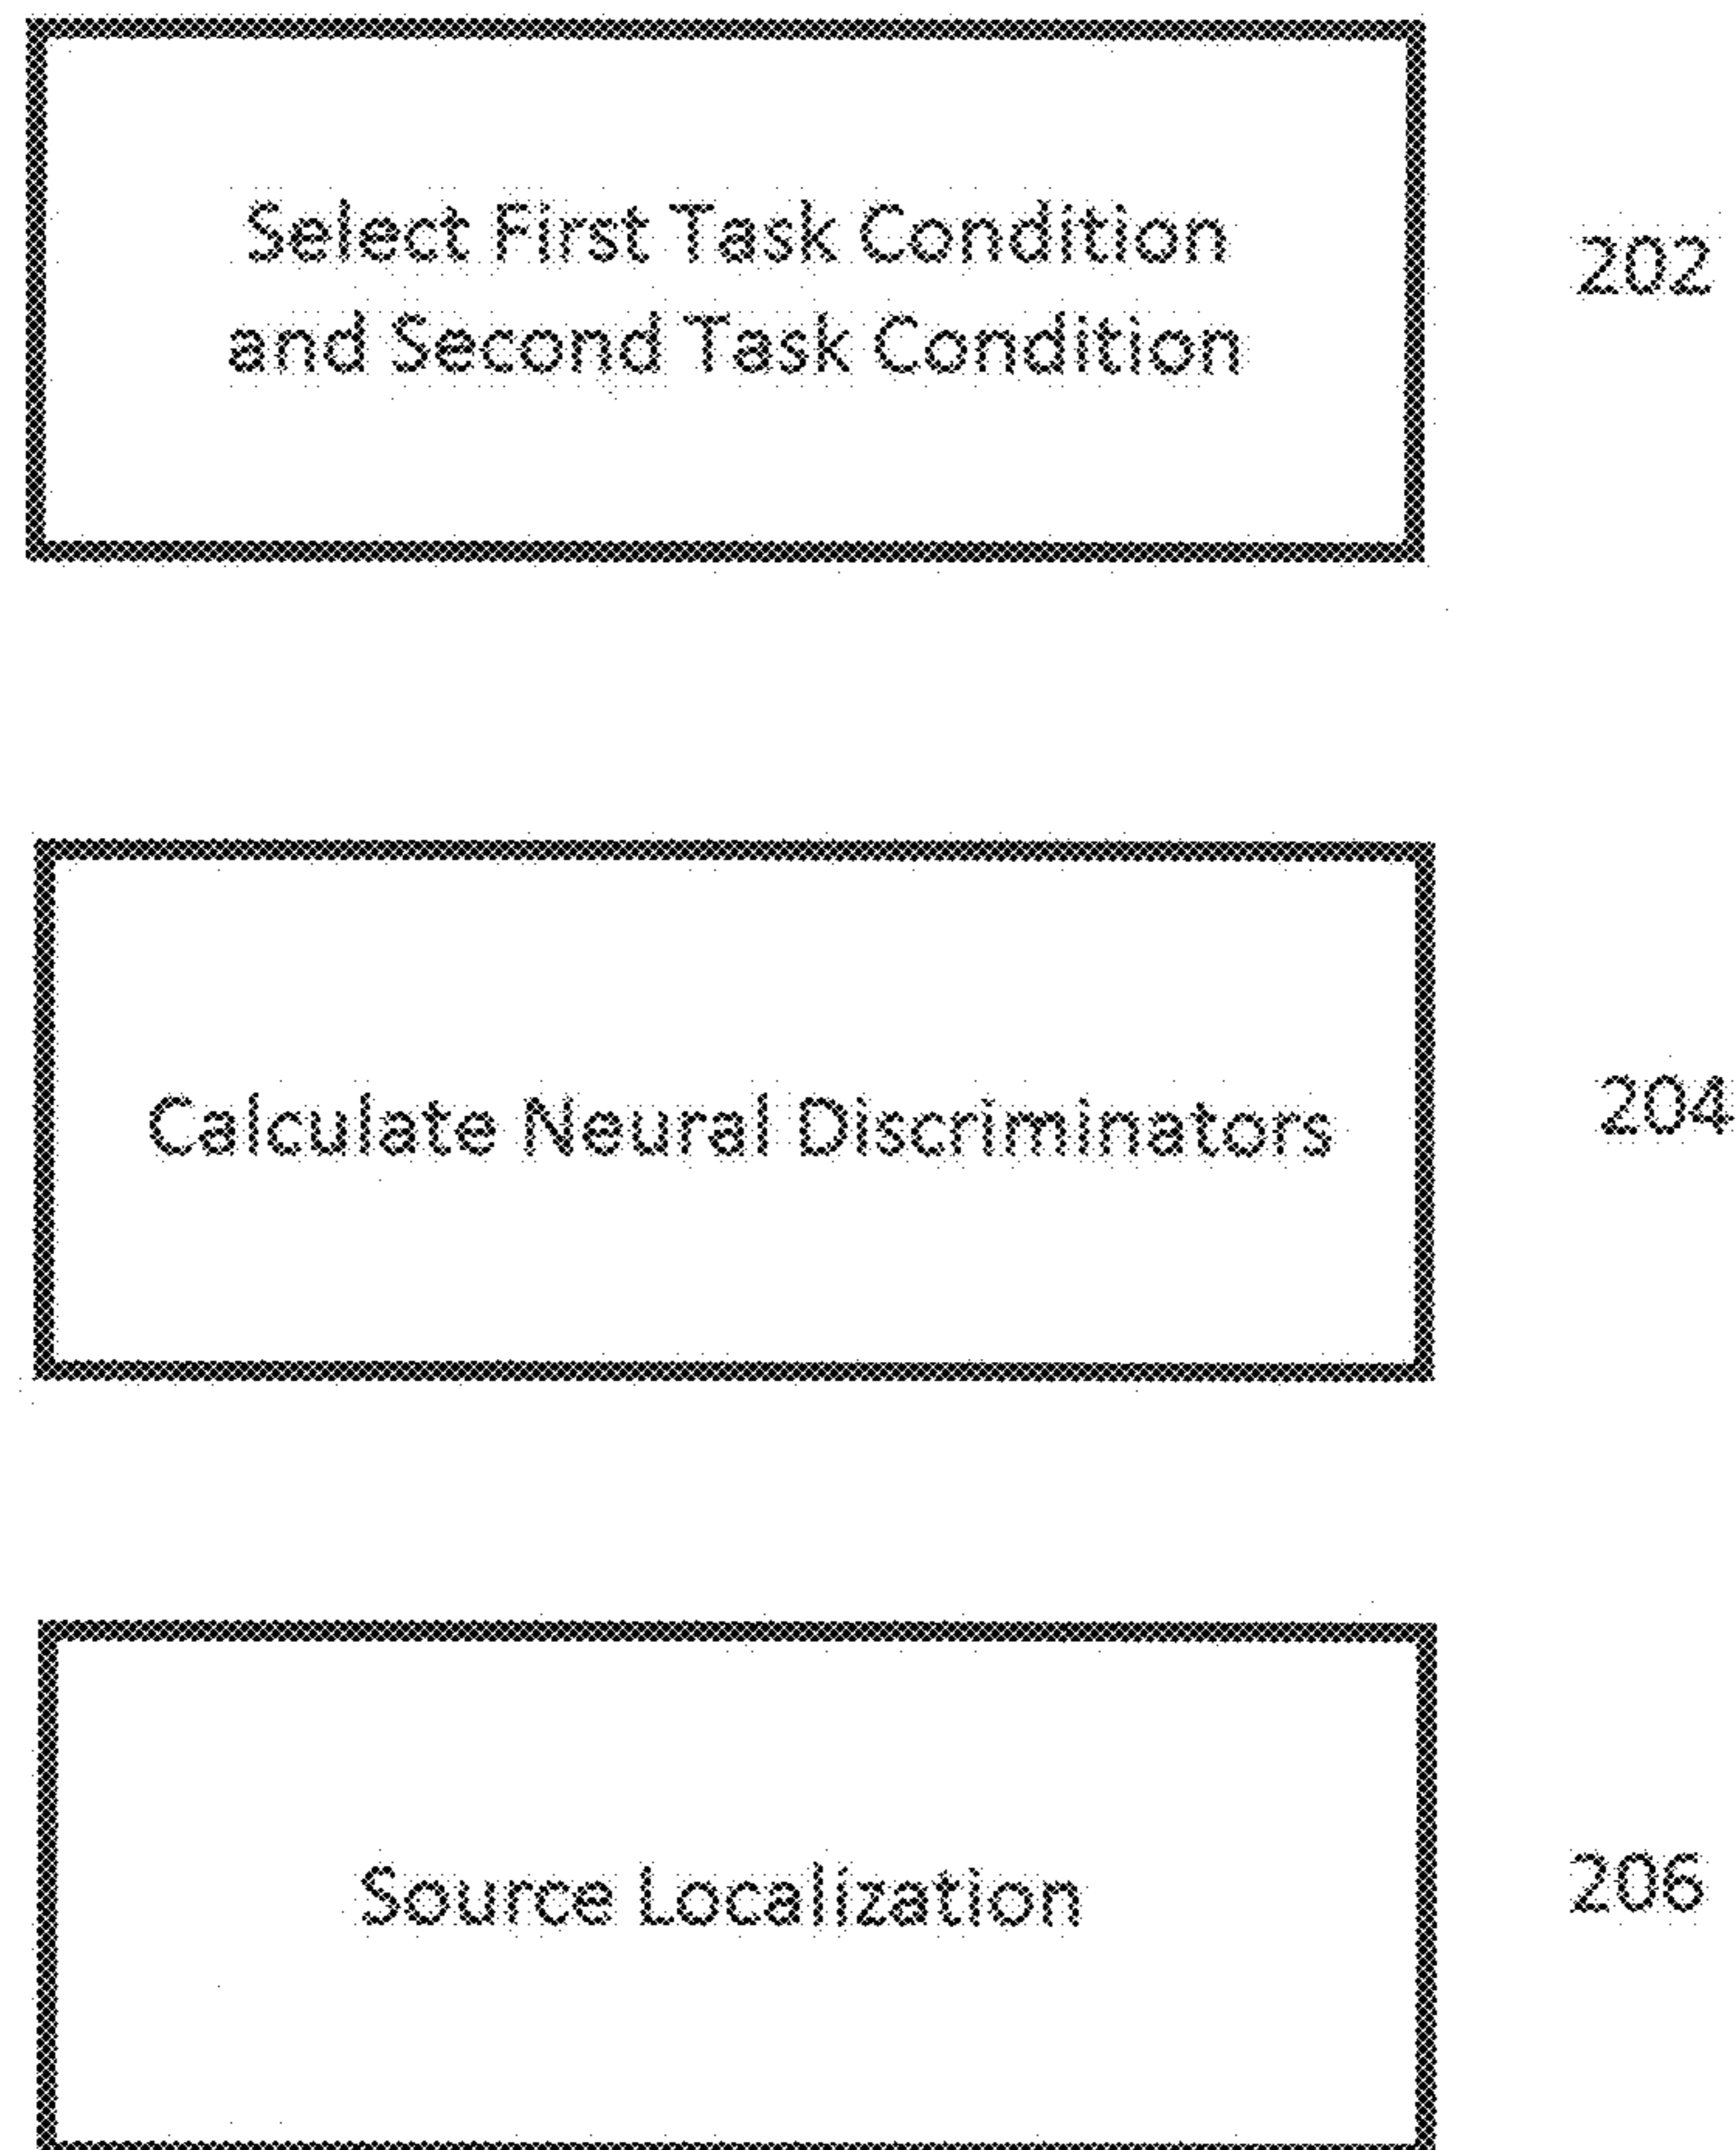 Select First Task Condition
and Second Task Condition
202
Calculate Neural Discriminators
204
Source Localization
206